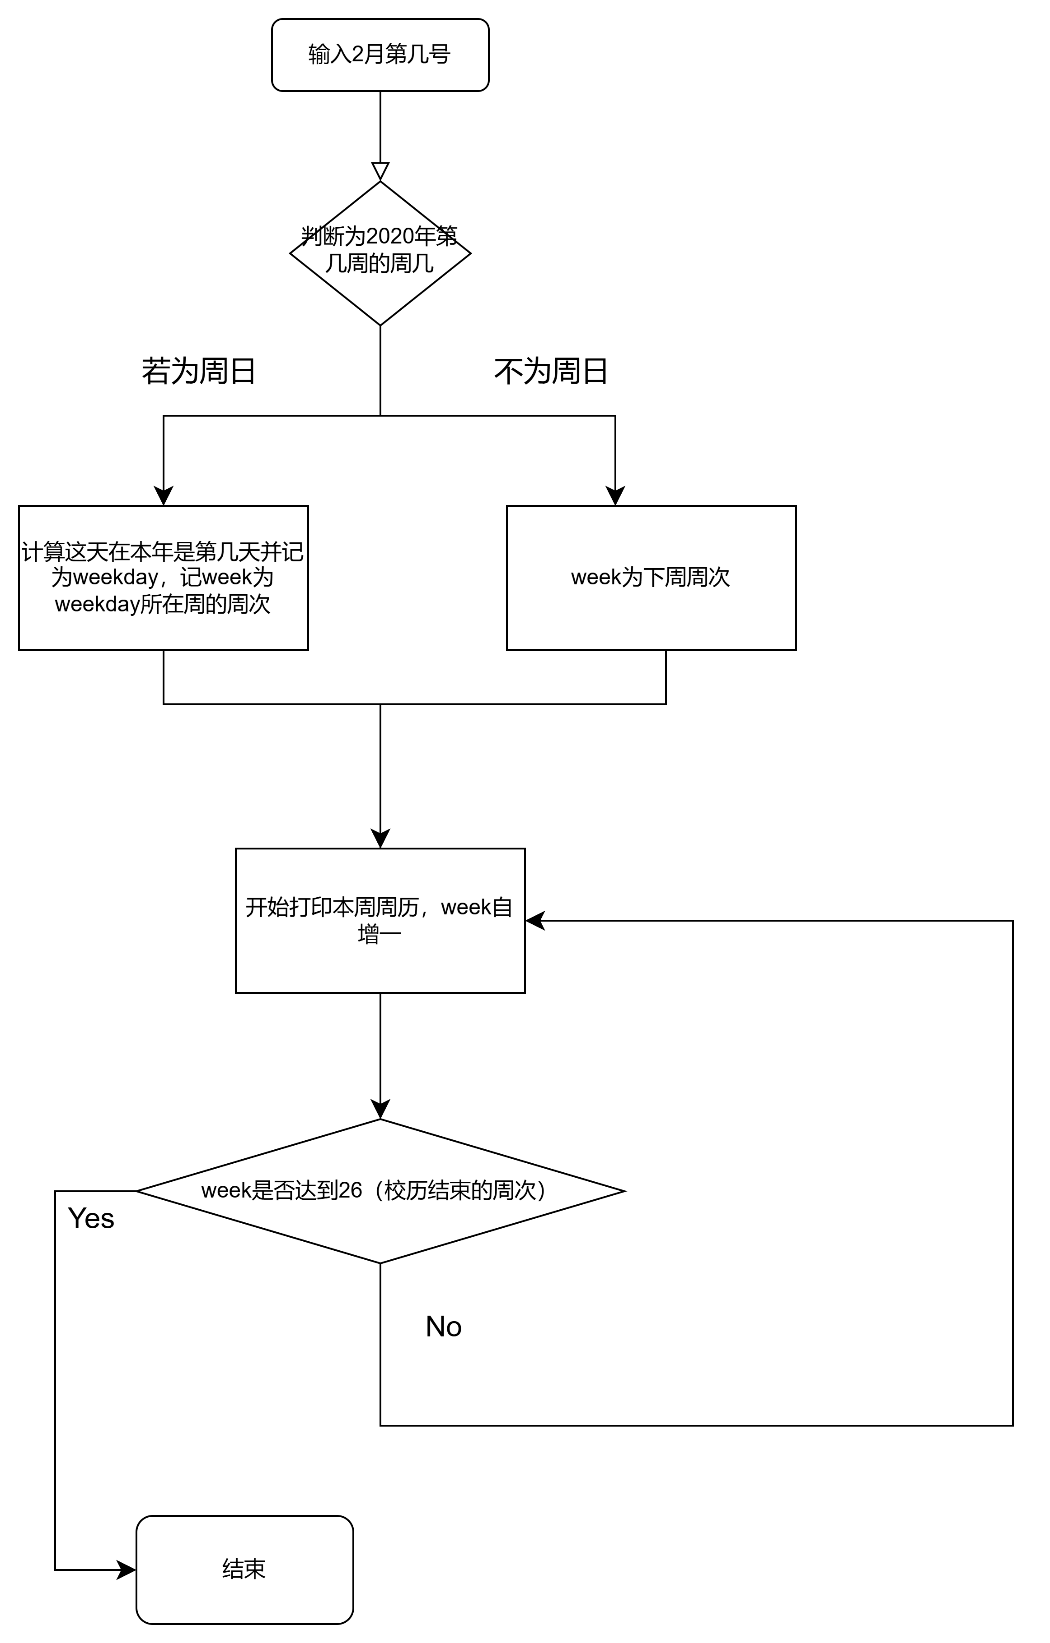 输入2月第几号
判断为2020年第
几周的周几
若为周日
不为周日
计算这天在本年是第几天并记
为weekday，记week为
weekday所在周的周次
week为下周周次
开始打印本周周历，week自
增一
week是否达到26（校历结束的周次）
Yes
No
结束